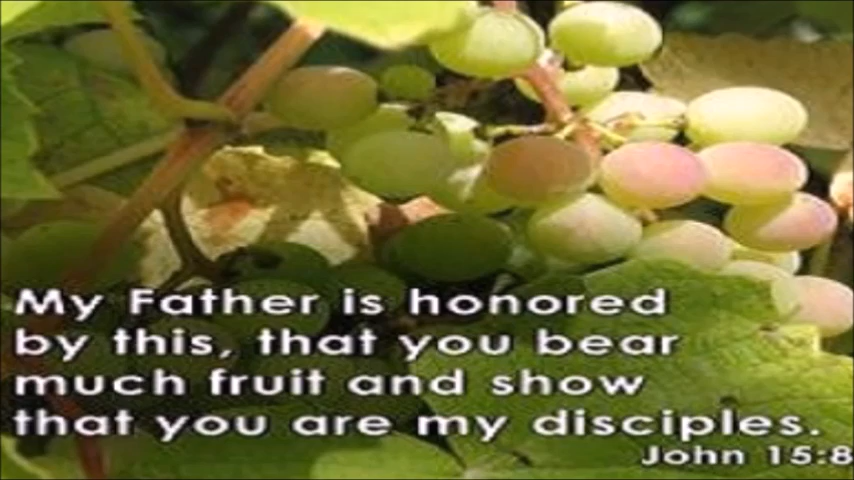 My Father is honored
by this, that you bear
much fruit and show
that you are my disciples.
John 15:8